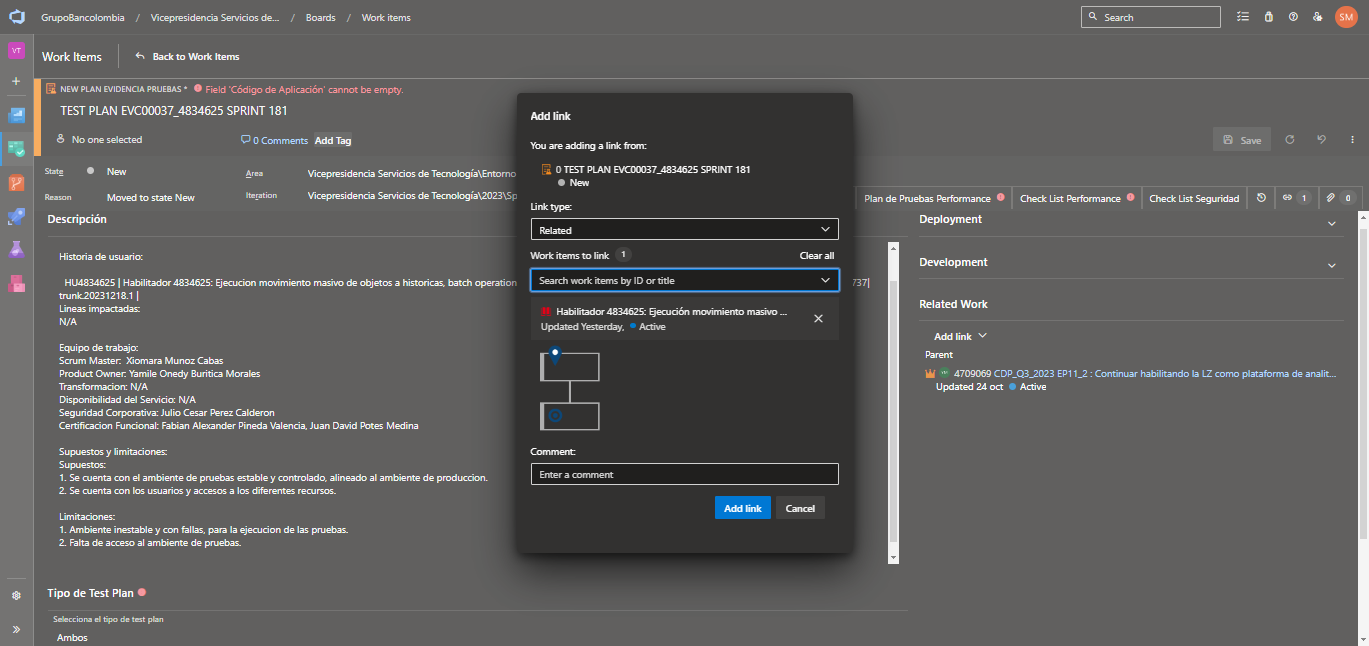 GrupoBancolombia / Vicepresidencia Servicios de... / Boards / Work items
Search
SM
VT
Work Items
Back to Work Items
NEW PLAN EVIDENCIA PRUEBAS * Field 'Código de Aplicación' cannot be empty.
TEST PLAN EVC00037_4834625 SPRINT 181
No one selected
0 Comments
Add Tag
Save
State New
Area Vicepresidencia Servicios de Tecnología\Entorno
Reason Moved to state New
Iteration Vicepresidencia Servicios de Tecnología\2023\Sp
Plan de Pruebas Performance
Check List Performance
Check List Seguridad
1
0
Descripción
Historia de usuario:
HU4834625 | Habilitador 4834625: Ejecucion movimiento masivo de objetos a historicas, batch operation
737|
trunk.20231218.1 |
Lineas impactadas:
N/A
Equipo de trabajo:
Scrum Master: Xiomara Munoz Cabas
Product Owner: Yamile Onedy Buritica Morales
Transformacion: N/A
Disponibilidad del Servicio: N/A
Seguridad Corporativa: Julio Cesar Perez Calderon
Certificacion Funcional: Fabian Alexander Pineda Valencia, Juan David Potes Medina
Supuestos y limitaciones:
Supuestos:
1. Se cuenta con el ambiente de pruebas estable y controlado, alineado al ambiente de produccion.
2. Se cuenta con los usuarios y accesos a los diferentes recursos.
Limitaciones:
1. Ambiente inestable y con fallas, para la ejecucion de las pruebas.
2. Falta de acceso al ambiente de pruebas.
Tipo de Test Plan
Selecciona el tipo de test plan
Ambos
Add link
You are adding a link from:
0 TEST PLAN EVC00037_4834625 SPRINT 181
New
Link type:
Related
Work items to link 1
Clear all
Search work items by ID or title
Habilitador 4834625: Ejecución movimiento masivo ...
Updated Yesterday, Active
Comment:
Enter a comment
Add link
Cancel
Deployment
Development
Related Work
Add link
Parent
4709069 CDP_Q3_2023 EP11_2 : Continuar habilitando la LZ como plataforma de analit...
Updated 24 oct Active